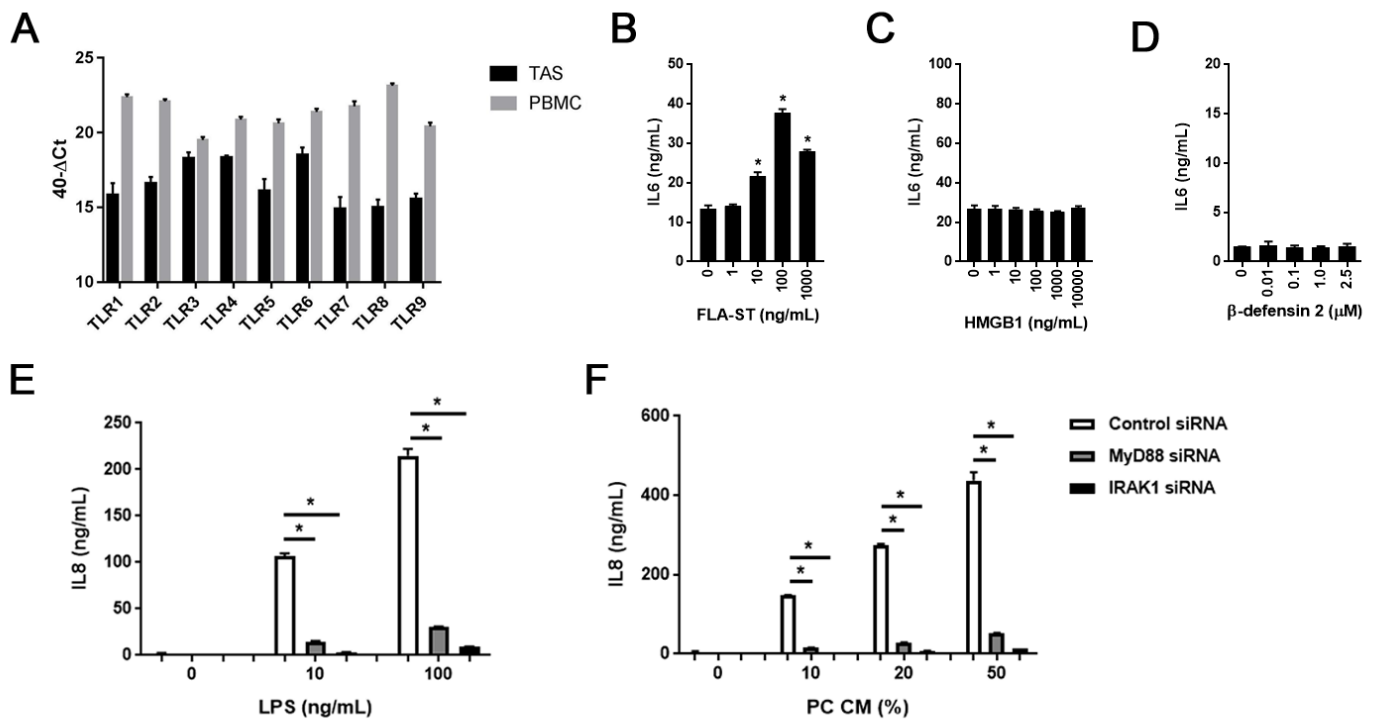 A
25
20
15
10
40-ΔCt
TLR1 TLR2 TLR3 TLR4 TLR5 TLR6 TLR7 TLR8 TLR9
TAS
PBMC
B
50
40
30
20
10
0
IL6 (ng/mL)
* * *
0 1 10 100 1000
FLA-ST (ng/mL)
C
100
80
60
40
20
0
IL6 (ng/mL)
0 1 10 100 1000 10000
HMGB1 (ng/mL)
D
20
15
10
5
0
IL6 (ng/mL)
0 0.01 0.1 1.0 2.5
β-defensin 2 (μM)
E
250
200
150
100
50
0
IL8 (ng/mL)
* *
* *
0 10 100
LPS (ng/mL)
F
600
400
200
0
IL8 (ng/mL)
* *
* *
* *
0 10 20 50
PC CM (%)
Control siRNA
MyD88 siRNA
IRAK1 siRNA